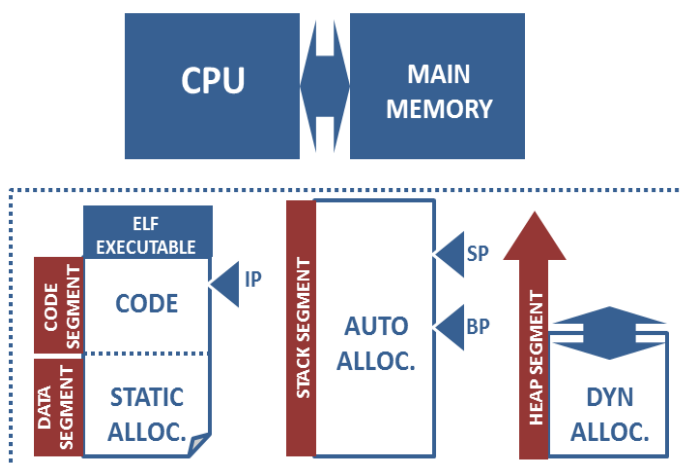 CPU
MAIN
MEMORY
ELF
EXECUTABLE
CODE
SEGMENT
CODE
IP
DATA
SEGMENT
STATIC
ALLOC.
STACK SEGMENT
AUTO
ALLOC.
SP
BP
HEAP SEGMENT
DYN
ALLOC.